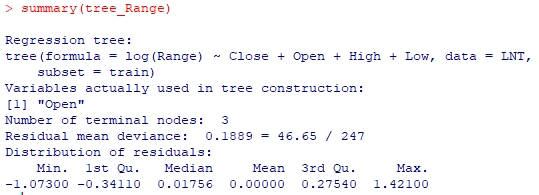 > summary(tree_Range)
Regression tree:
tree(formula = log(Range) ~ Close + Open + High + Low, data = LNT,
    subset = train)
Variables actually used in tree construction:
[1] "Open"
Number of terminal nodes:  3
Residual mean deviance:  0.1889 = 46.65 / 247
Distribution of residuals:
    Min.  1st Qu.   Median     Mean  3rd Qu.     Max.
-1.07300 -0.34110  0.01756  0.00000  0.27540  1.42100